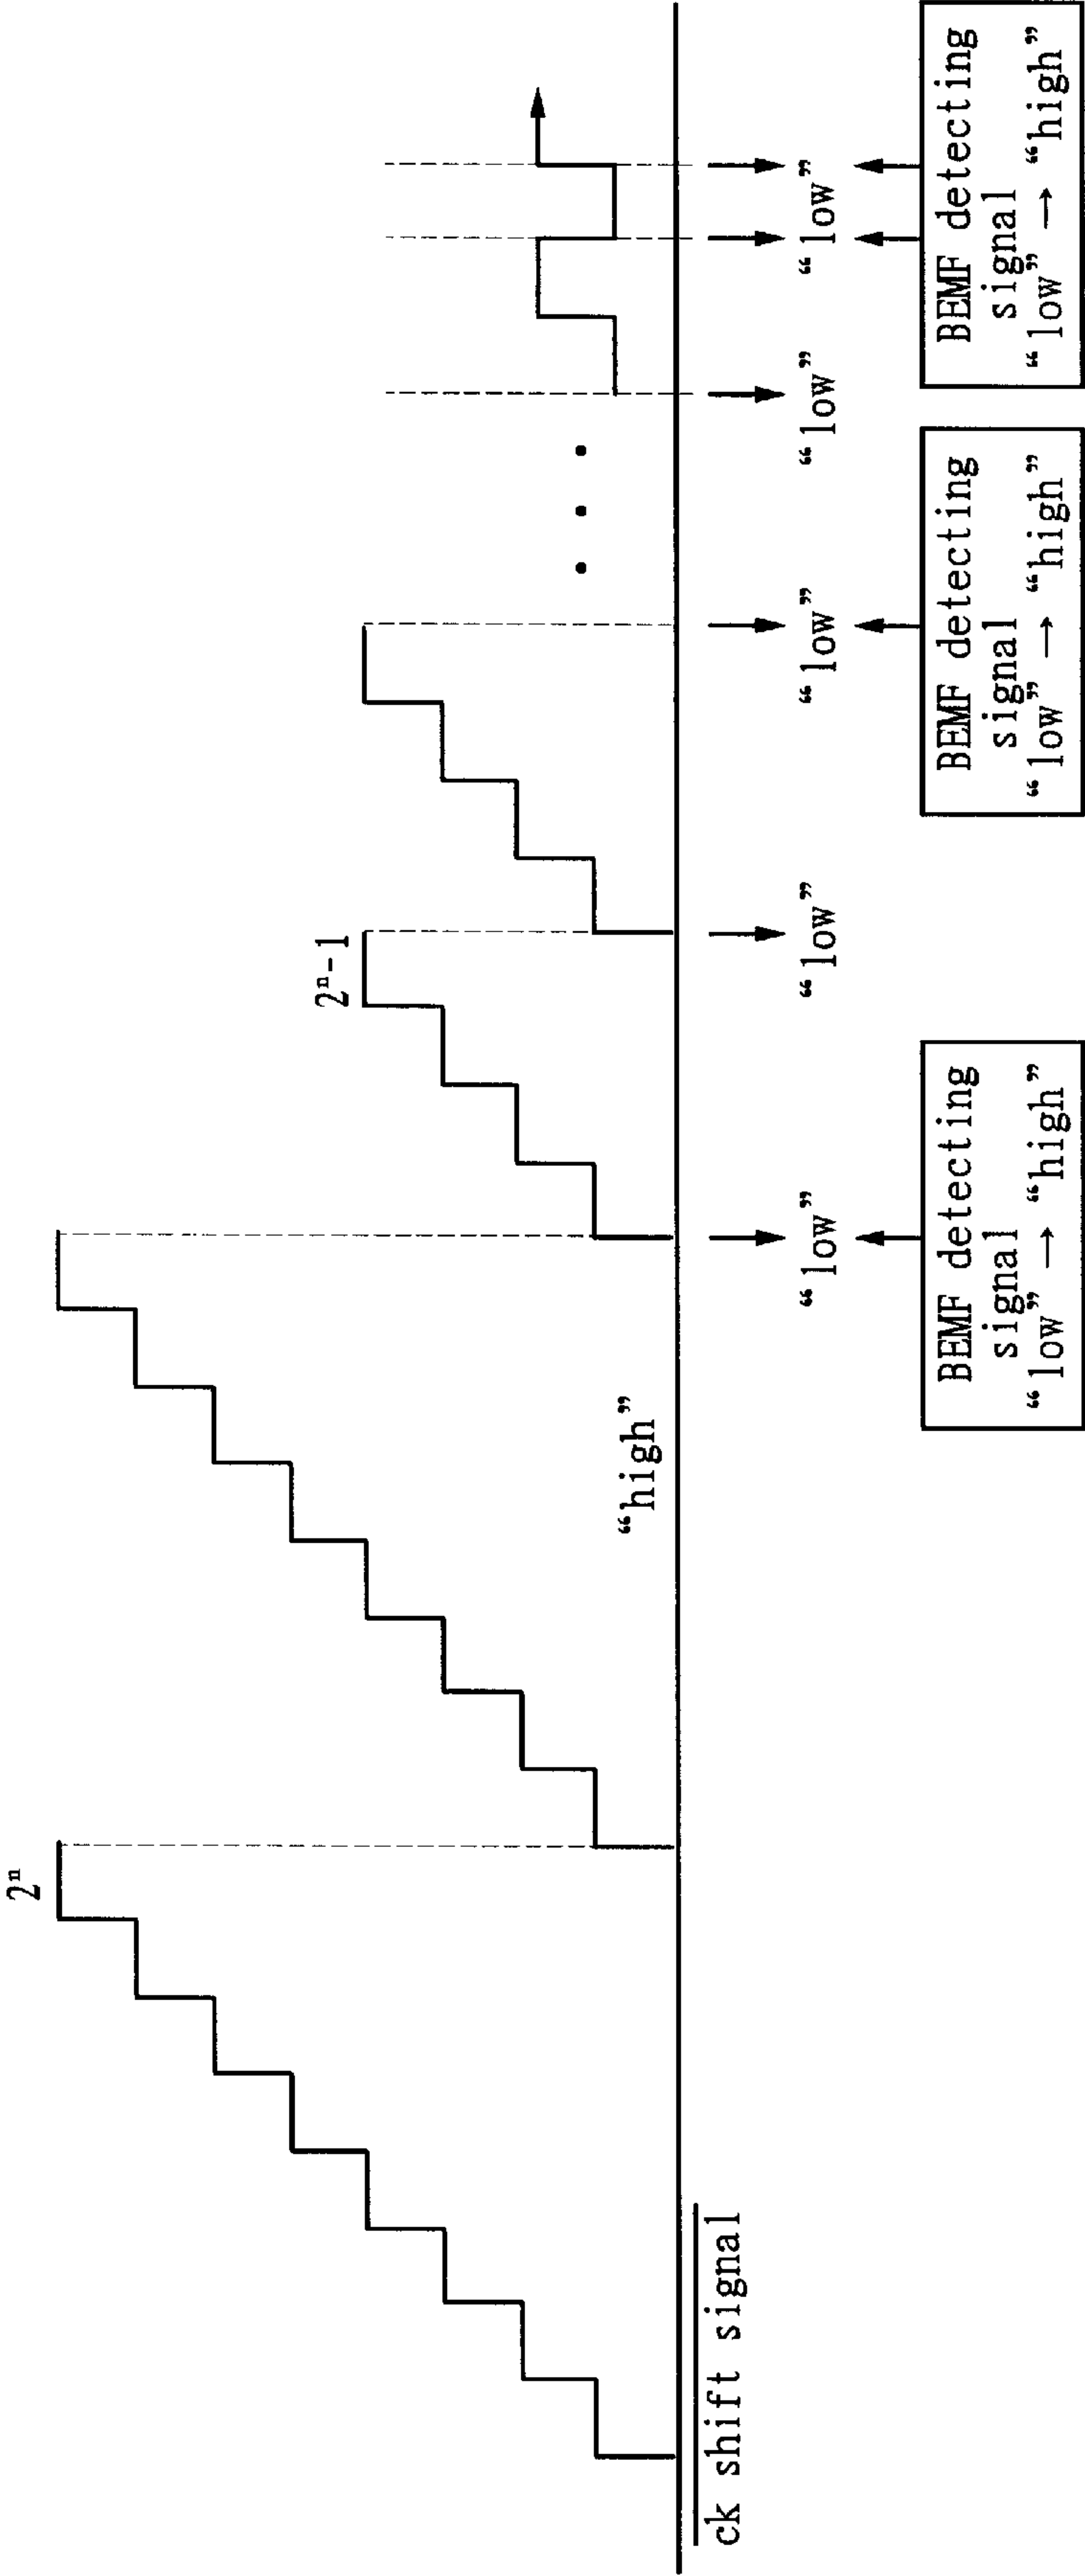 2ⁿ
2ⁿ-1
“high”
ck shift signal
“low”
“low”
“low”
“low”
“low”
BEMF detecting
signal
“low” → “high”
BEMF detecting
signal
“low” → “high”
BEMF detecting
signal
“low” → “high”